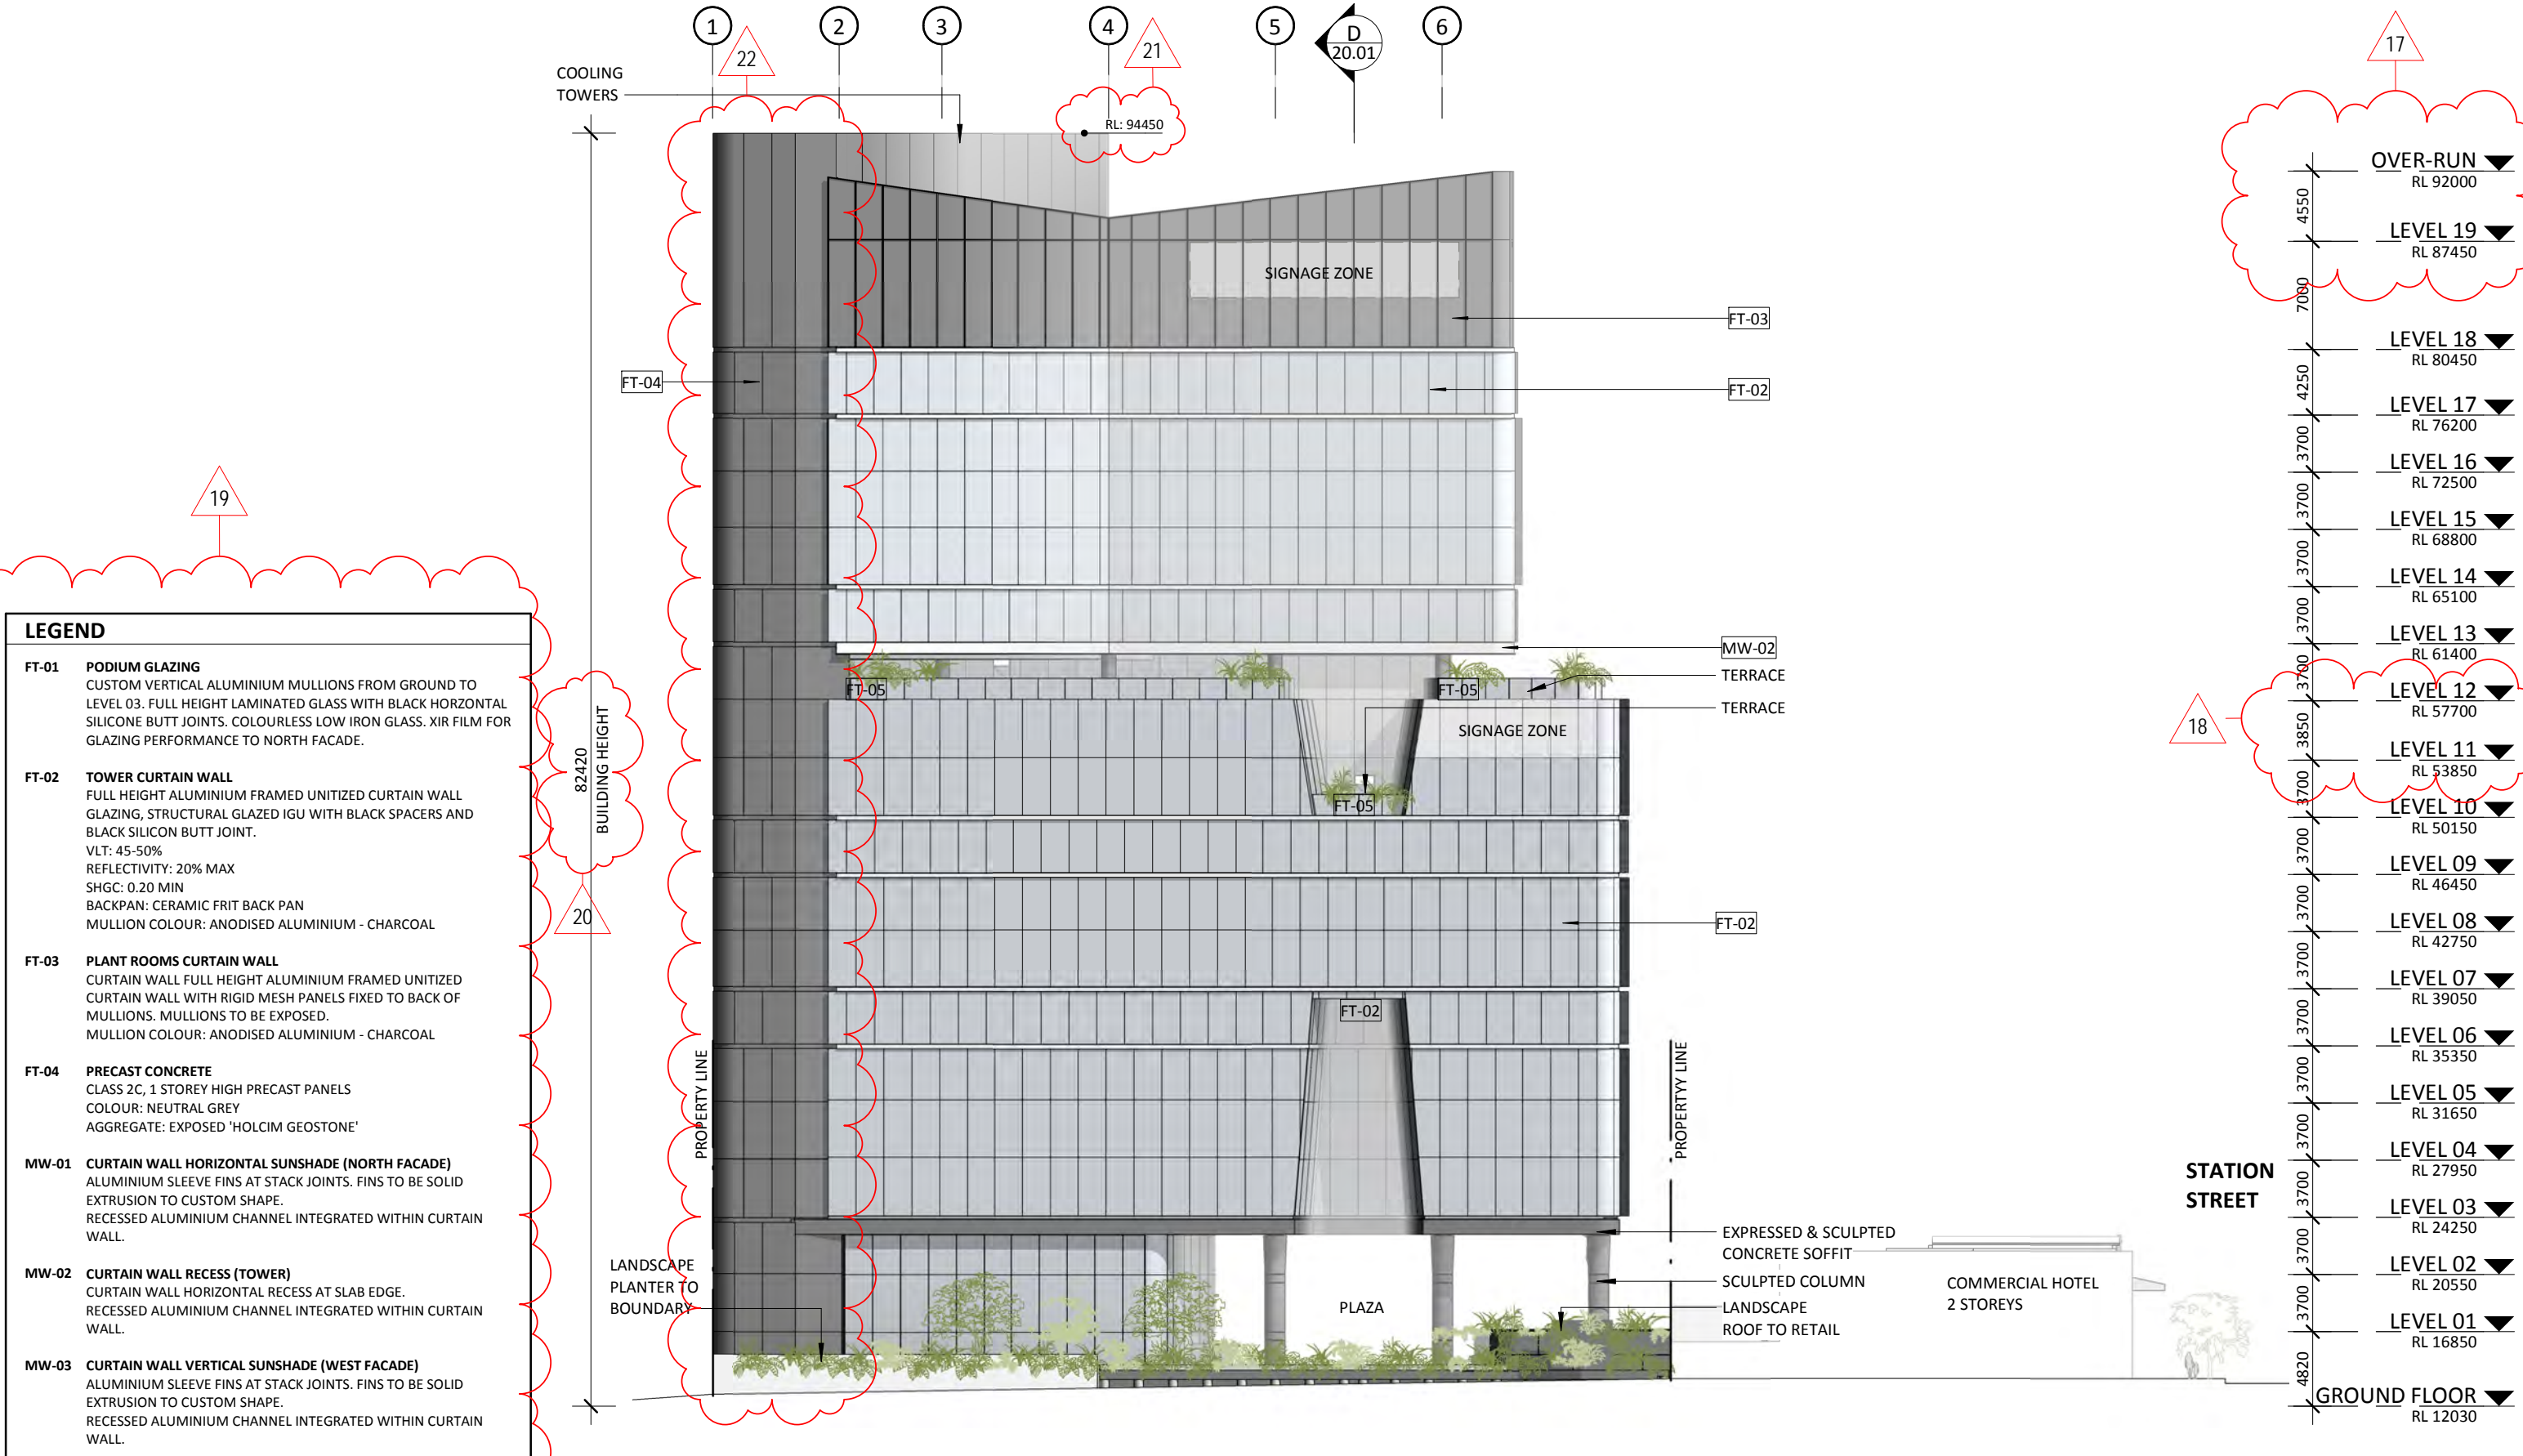 1
2
3
4
5
6
D
20.01
22
21
17
COOLING
TOWERS
RL: 94450
SIGNAGE ZONE
FT-03
FT-04
FT-02
MW-02
TERRACE
TERRACE
FT-05
FT-05
SIGNAGE ZONE
FT-05
FT-02
FT-02
82420
BUILDING HEIGHT
20
19
18
PROPERTY LINE
PROPERTYY LINE
LANDSCAPE
PLANTER TO
BOUNDARY
PLAZA
EXPRESSED & SCULPTED
CONCRETE SOFFIT
SCULPTED COLUMN
LANDSCAPE
ROOF TO RETAIL
COMMERCIAL HOTEL
2 STOREYS
STATION
STREET
LEGEND
FT-01 PODIUM GLAZING
CUSTOM VERTICAL ALUMINIUM MULLIONS FROM GROUND TO
LEVEL 03. FULL HEIGHT LAMINATED GLASS WITH BLACK HORZONTAL
SILICONE BUTT JOINTS. COLOURLESS LOW IRON GLASS. XIR FILM FOR
GLAZING PERFORMANCE TO NORTH FACADE.
FT-02 TOWER CURTAIN WALL
FULL HEIGHT ALUMINIUM FRAMED UNITIZED CURTAIN WALL
GLAZING, STRUCTURAL GLAZED IGU WITH BLACK SPACERS AND
BLACK SILICON BUTT JOINT.
VLT: 45-50%
REFLECTIVITY: 20% MAX
SHGC: 0.20 MIN
BACKPAN: CERAMIC FRIT BACK PAN
MULLION COLOUR: ANODISED ALUMINIUM - CHARCOAL
FT-03 PLANT ROOMS CURTAIN WALL
CURTAIN WALL FULL HEIGHT ALUMINIUM FRAMED UNITIZED
CURTAIN WALL WITH RIGID MESH PANELS FIXED TO BACK OF
MULLIONS. MULLIONS TO BE EXPOSED.
MULLION COLOUR: ANODISED ALUMINIUM - CHARCOAL
FT-04 PRECAST CONCRETE
CLASS 2C, 1 STOREY HIGH PRECAST PANELS
COLOUR: NEUTRAL GREY
AGGREGATE: EXPOSED 'HOLCIM GEOSTONE'
MW-01 CURTAIN WALL HORIZONTAL SUNSHADE (NORTH FACADE)
ALUMINIUM SLEEVE FINS AT STACK JOINTS. FINS TO BE SOLID
EXTRUSION TO CUSTOM SHAPE.
RECESSED ALUMINIUM CHANNEL INTEGRATED WITHIN CURTAIN
WALL.
MW-02 CURTAIN WALL RECESS (TOWER)
CURTAIN WALL HORIZONTAL RECESS AT SLAB EDGE.
RECESSED ALUMINIUM CHANNEL INTEGRATED WITHIN CURTAIN
WALL.
MW-03 CURTAIN WALL VERTICAL SUNSHADE (WEST FACADE)
ALUMINIUM SLEEVE FINS AT STACK JOINTS. FINS TO BE SOLID
EXTRUSION TO CUSTOM SHAPE.
RECESSED ALUMINIUM CHANNEL INTEGRATED WITHIN CURTAIN
WALL.
OVER-RUN
RL 92000
4550
LEVEL 19
RL 87450
7000
LEVEL 18
RL 80450
4250
LEVEL 17
RL 76200
3700
LEVEL 16
RL 72500
3700
LEVEL 15
RL 68800
3700
LEVEL 14
RL 65100
3700
LEVEL 13
RL 61400
3700
LEVEL 12
RL 57700
3850
LEVEL 11
RL 53850
3700
LEVEL 10
RL 50150
3700
LEVEL 09
RL 46450
3700
LEVEL 08
RL 42750
3700
LEVEL 07
RL 39050
3700
LEVEL 06
RL 35350
3700
LEVEL 05
RL 31650
3700
LEVEL 04
RL 27950
3700
LEVEL 03
RL 24250
3700
LEVEL 02
RL 20550
3700
LEVEL 01
RL 16850
4820
GROUND FLOOR
RL 12030